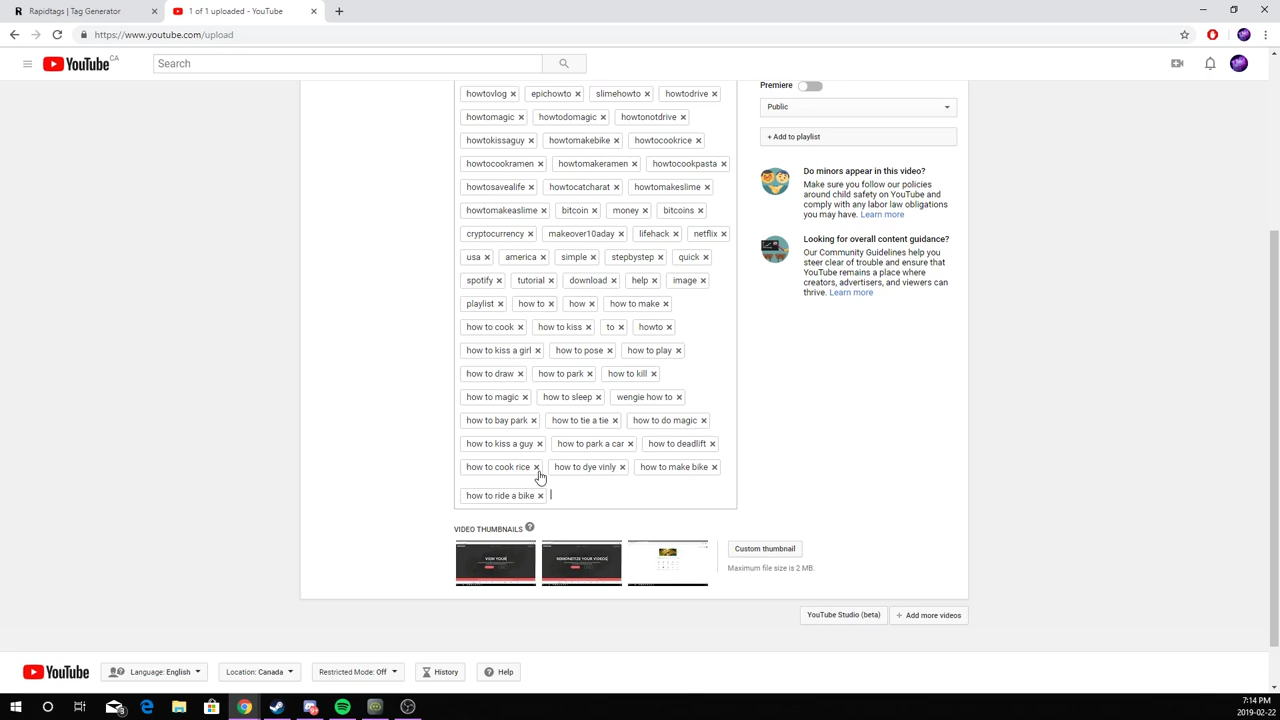 Rapidtags | Tag Generator
1 of 1 uploaded - YouTube
https://www.youtube.com/upload
YouTube CA
Search
howtovlog epichowto slimehowto howtodrive
howtomagic howtodomagic howtonotdrive
howtokissaguy howtomakebike howtocookrice
howtocookramen howtomakeramen howtocookpasta
howtosavealife howtocatcharat howtomakeslime
howtomakeaslime bitcoin money bitcoins
cryptocurrency makeover10aday lifehack netflix
usa america simple stepbystep quick
spotify tutorial download help image
playlist how to how how to make
how to cook how to kiss to howto
how to kiss a girl how to pose how to play
how to draw how to park how to kill
how to magic how to sleep wengie how to
how to bay park how to tie a tie how to do magic
how to kiss a guy how to park a car how to deadlift
how to cook rice how to dye vinly how to make bike
how to ride a bike
Premiere
Public
+ Add to playlist
Do minors appear in this video?
Make sure you follow our policies
around child safety on YouTube and
comply with any labor law obligations
you may have. Learn more
Looking for overall content guidance?
Our Community Guidelines help you
steer clear of trouble and ensure that
YouTube remains a place where
creators, advertisers, and viewers can
thrive. Learn more
VIDEO THUMBNAILS ?
Custom thumbnail
Maximum file size is 2 MB.
YouTube Studio (beta)
+ Add more videos
YouTube
Language: English
Location: Canada
Restricted Mode: Off
History
Help
7:14 PM
2019-02-22